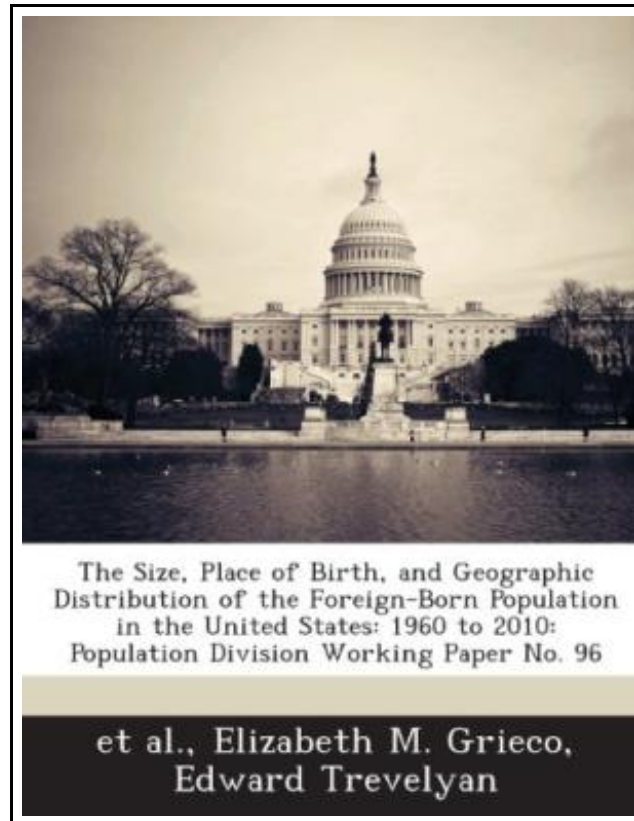 The Size, Place of Birth, and Geographic
Distribution of the Foreign-Born Population
in the United States: 1960 to 2010:
Population Division Working Paper No. 96
et al., Elizabeth M. Grieco,
Edward Trevelyan